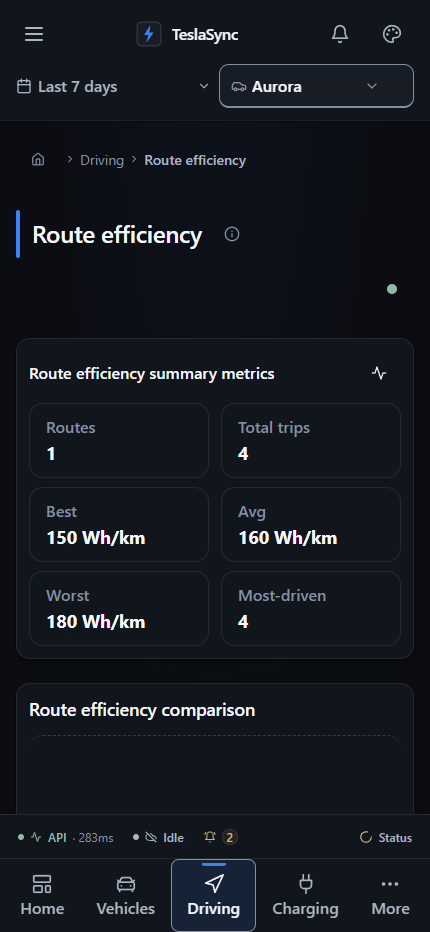 TeslaSync
Last 7 days
Aurora
Driving
Route efficiency
Route efficiency
Route efficiency summary metrics
Routes
1
Total trips
4
Best
150 Wh/km
Avg
160 Wh/km
Worst
180 Wh/km
Most-driven
4
Route efficiency comparison
API · 283ms
Idle
2
Status
Home
Vehicles
Driving
Charging
More